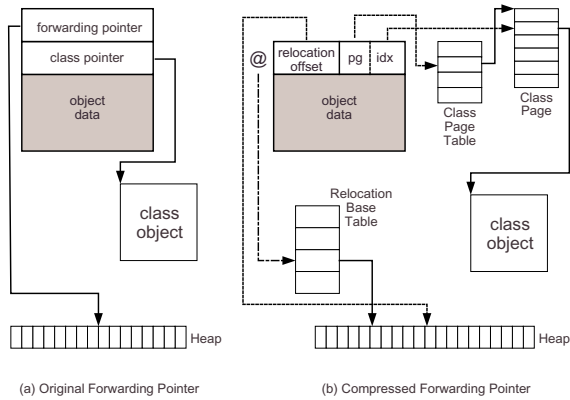 forwarding pointer
class pointer
object
data
class
object
Heap
(a) Original Forwarding Pointer
@
relocation
offset
pg
idx
object
data
Class
Page
Table
Class
Page
Relocation
Base
Table
class
object
Heap
(b) Compressed Forwarding Pointer